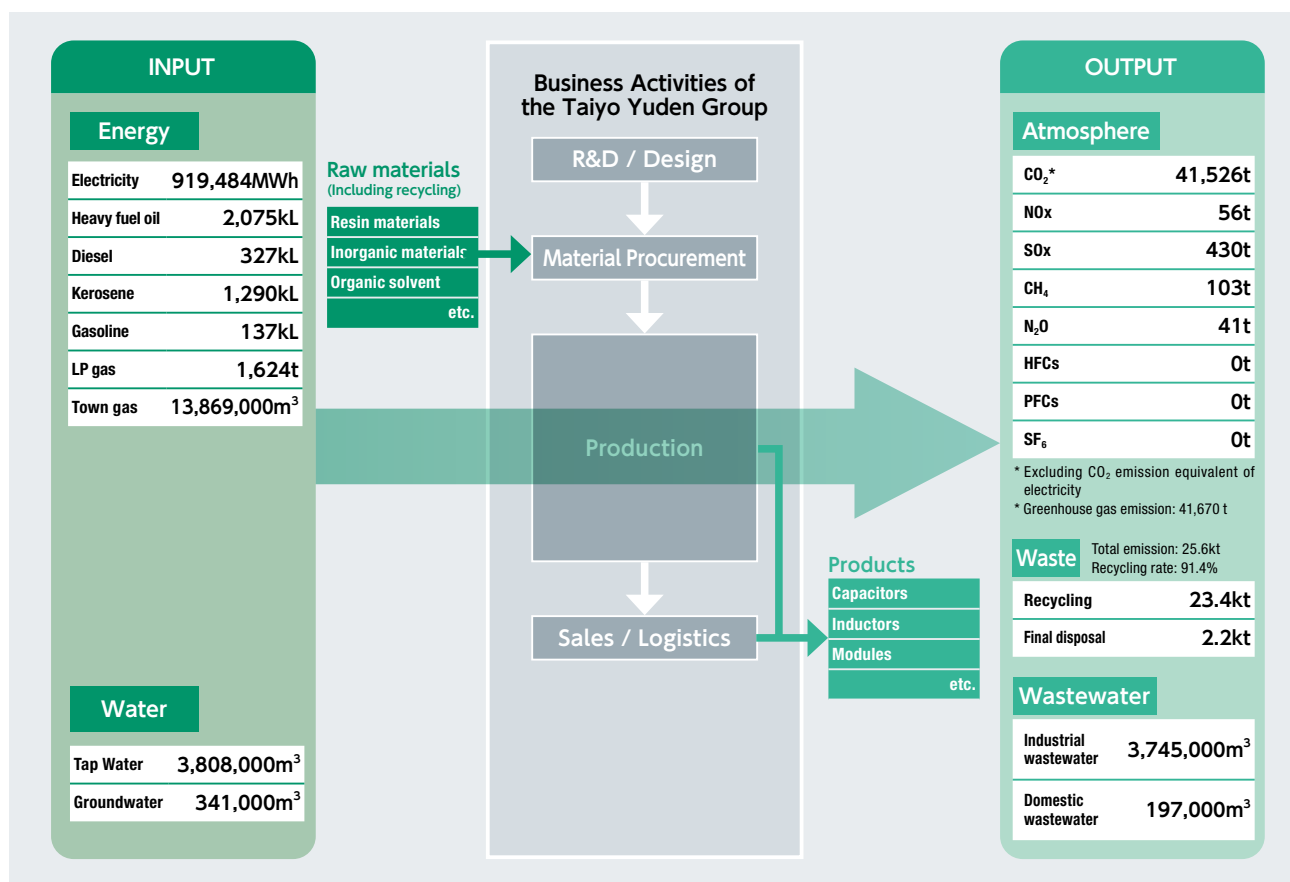 INPUT
Energy
Electricity 919,484MWh
Heavy fuel oil 2,075kL
Diesel 327kL
Kerosene 1,290kL
Gasoline 137kL
LP gas 1,624t
Town gas 13,869,000m³
Water
Tap Water 3,808,000m³
Groundwater 341,000m³
Raw materials
(Including recycling)
Resin materials
Inorganic materials
Organic solvent
etc.
Business Activities of
the Taiyo Yuden Group
R&D / Design
Material Procurement
Production
Sales / Logistics
Products
Capacitors
Inductors
Modules
etc.
OUTPUT
Atmosphere
CO₂* 41,526t
NOx 56t
SOx 430t
CH₄ 103t
N₂O 41t
HFCs 0t
PFCs 0t
SF₆ 0t
* Excluding CO₂ emission equivalent of
electricity
* Greenhouse gas emission: 41,670 t
Waste
Total emission: 25.6kt
Recycling rate: 91.4%
Recycling 23.4kt
Final disposal 2.2kt
Wastewater
Industrial
wastewater 3,745,000m³
Domestic
wastewater 197,000m³